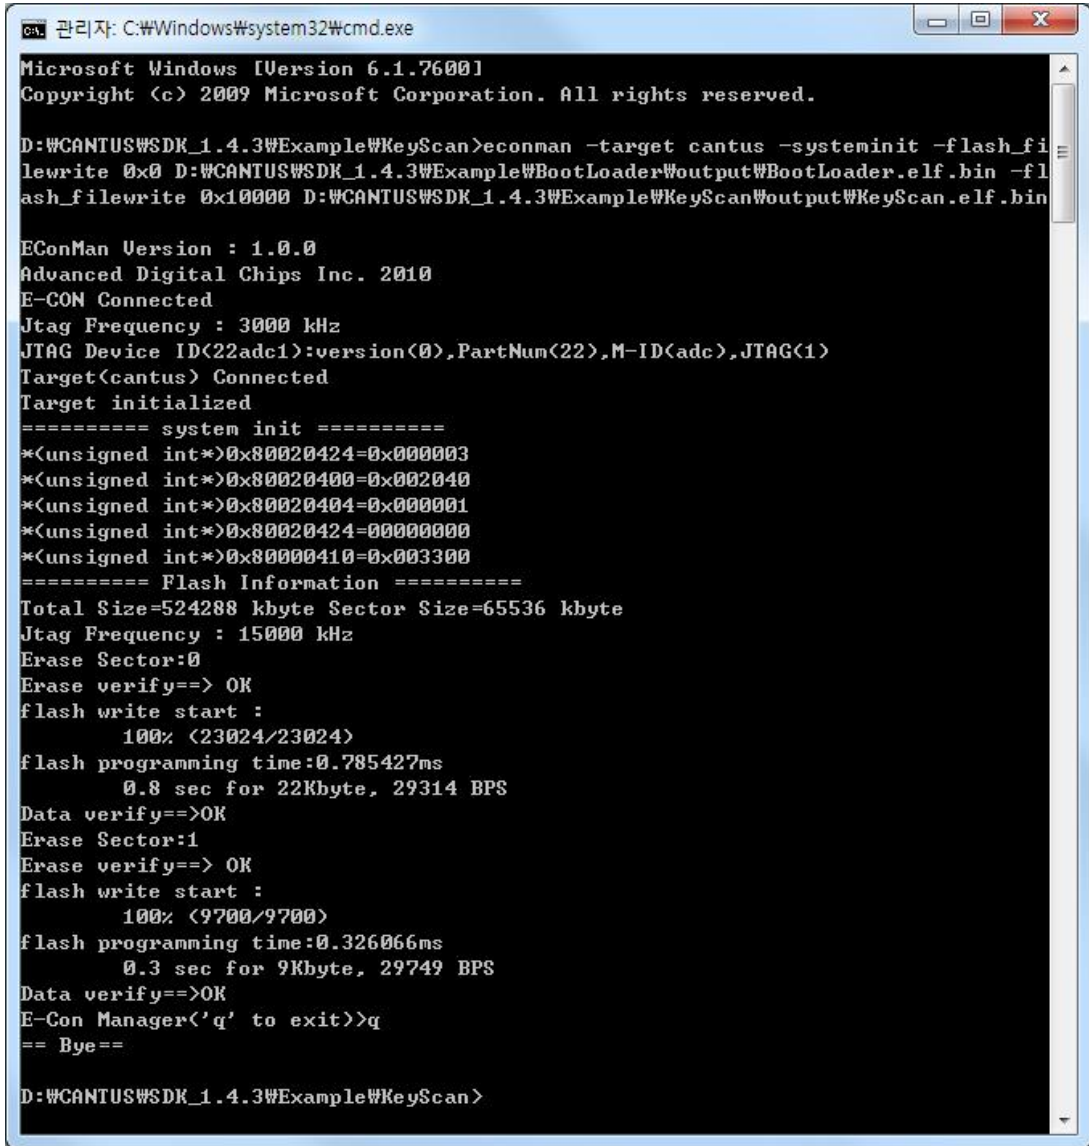 관리자: C:₩Windows₩system32₩cmd.exe
Microsoft Windows [Version 6.1.7600]
Copyright (c) 2009 Microsoft Corporation. All rights reserved.
D:₩CANTUS₩SDK_1.4.3₩Example₩KeyScan>econman -target cantus -systeminit -flash_fi
lewrite 0x0 D:₩CANTUS₩SDK_1.4.3₩Example₩BootLoader₩output₩BootLoader.elf.bin -fl
ash_filewrite 0x10000 D:₩CANTUS₩SDK_1.4.3₩Example₩KeyScan₩output₩KeyScan.elf.bin
EConMan Version : 1.0.0
Advanced Digital Chips Inc. 2010
E-CON Connected
Jtag Frequency : 3000 kHz
JTAG Device ID(22adc1):version(0),PartNum(22),M-ID(adc),JTAG(1)
Target(cantus) Connected
Target initialized
========== system init ==========
*(unsigned int*)0x80020424=0x000003
*(unsigned int*)0x80020400=0x002040
*(unsigned int*)0x80020404=0x000001
*(unsigned int*)0x80020424=00000000
*(unsigned int*)0x80000410=0x003300
========== Flash Information ==========
Total Size=524288 kbyte Sector Size=65536 kbyte
Jtag Frequency : 15000 kHz
Erase Sector:0
Erase verify==> OK
flash write start :
100% (23024/23024)
flash programming time:0.785427ms
0.8 sec for 22Kbyte, 29314 BPS
Data verify==>OK
Erase Sector:1
Erase verify==> OK
flash write start :
100% (9700/9700)
flash programming time:0.326066ms
0.3 sec for 9Kbyte, 29749 BPS
Data verify==>OK
E-Con Manager('q' to exit)>q
== Bye==
D:₩CANTUS₩SDK_1.4.3₩Example₩KeyScan>